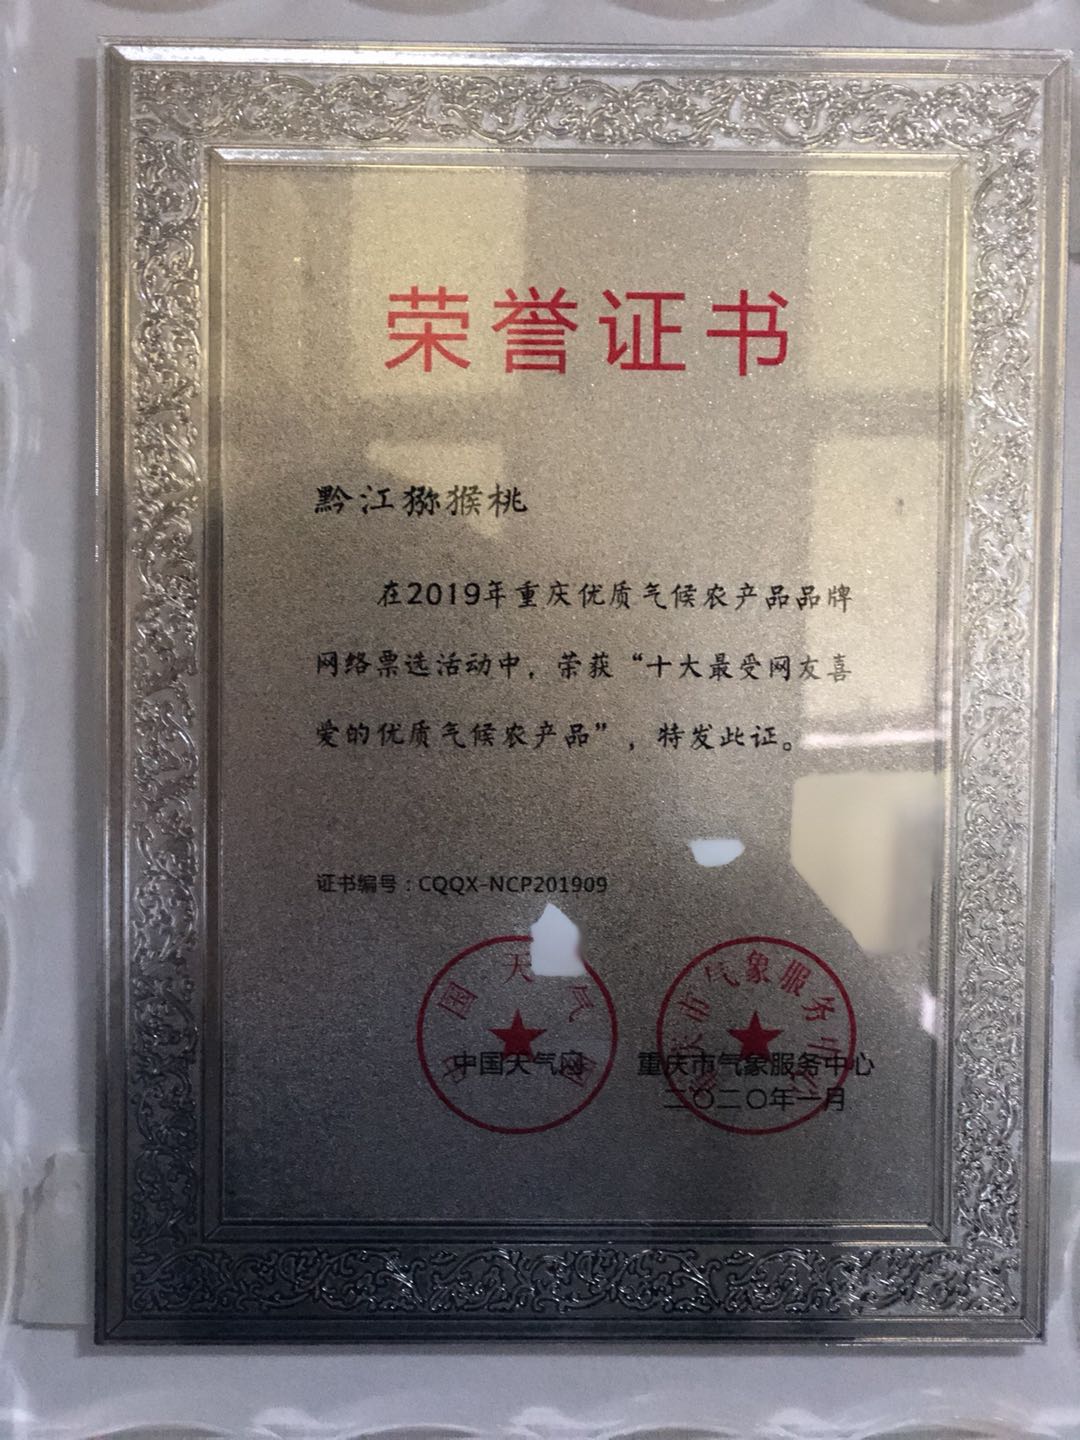 荣誉证书
黔江猕猴桃
在2019年重庆优质气候农产品品牌
网络票选活动中，荣获“十大最受网友喜
爱的优质气候农产品”，特发此证。
证书编号：CQQX-NCP201909
中国天气网
重庆市气象服务中心
二〇二〇年一月